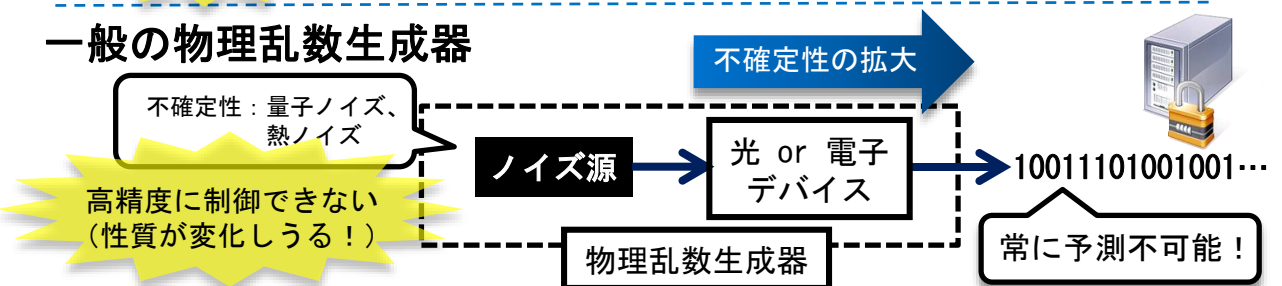 一般の物理乱数生成器
不確定性の拡大
不確定性：量子ノイズ、
熱ノイズ
高精度に制御できない
（性質が変化しうる！）
ノイズ源
光 or 電子
デバイス
10011101001001…
物理乱数生成器
常に予測不可能！